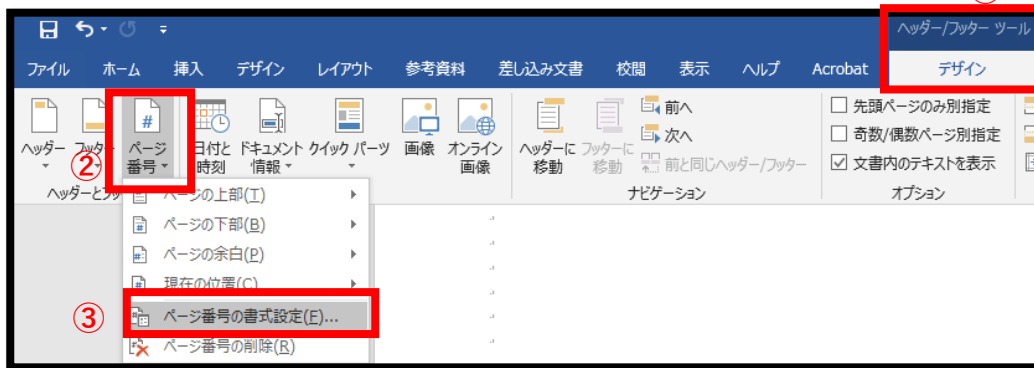 ヘッダー/フッター ツール
ファイル ホーム 挿入 デザイン レイアウト 参考資料 差し込み文書 校閲 表示 ヘルプ Acrobat デザイン
ヘッダー フッター ページ番号 日付と時刻 ドキュメント情報 クイック パーツ 画像 オンライン画像 ヘッダーに移動 フッターに移動
前へ
次へ
前と同じヘッダー/フッター
先頭ページのみ別指定
奇数/偶数ページ別指定
文書内のテキストを表示
②
ヘッダーとフッ ナビゲーション オプション
ページの上部(T)
ページの下部(B)
ページの余白(P)
現在の位置(C)
③ ページ番号の書式設定(F)...
ページ番号の削除(R)